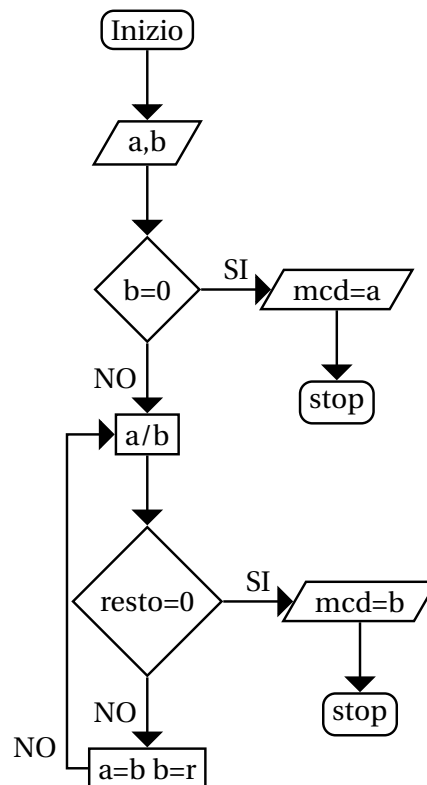 Inizio
a,b
b=0
SI
mcd=a
NO
stop
a/b
resto=0
SI
mcd=b
NO
stop
NO
a=b b=r